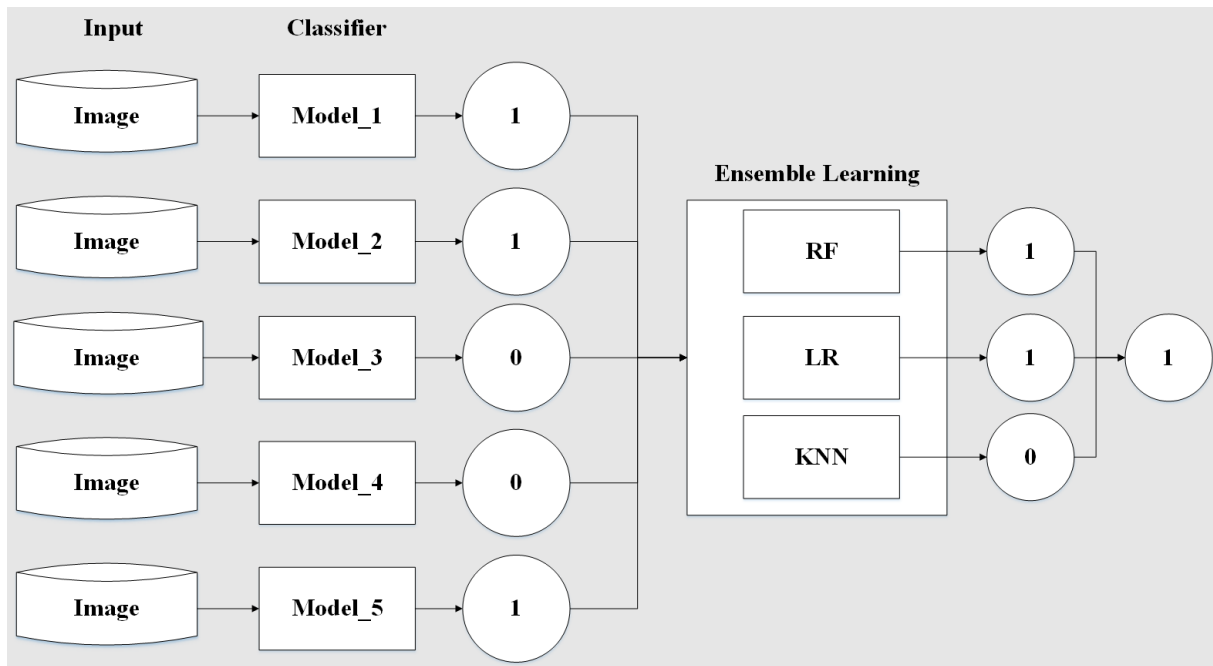 Input
Classifier
Image
Model_1
1
Image
Model_2
1
Image
Model_3
0
Image
Model_4
0
Image
Model_5
1
Ensemble Learning
RF
1
LR
1
KNN
0
1